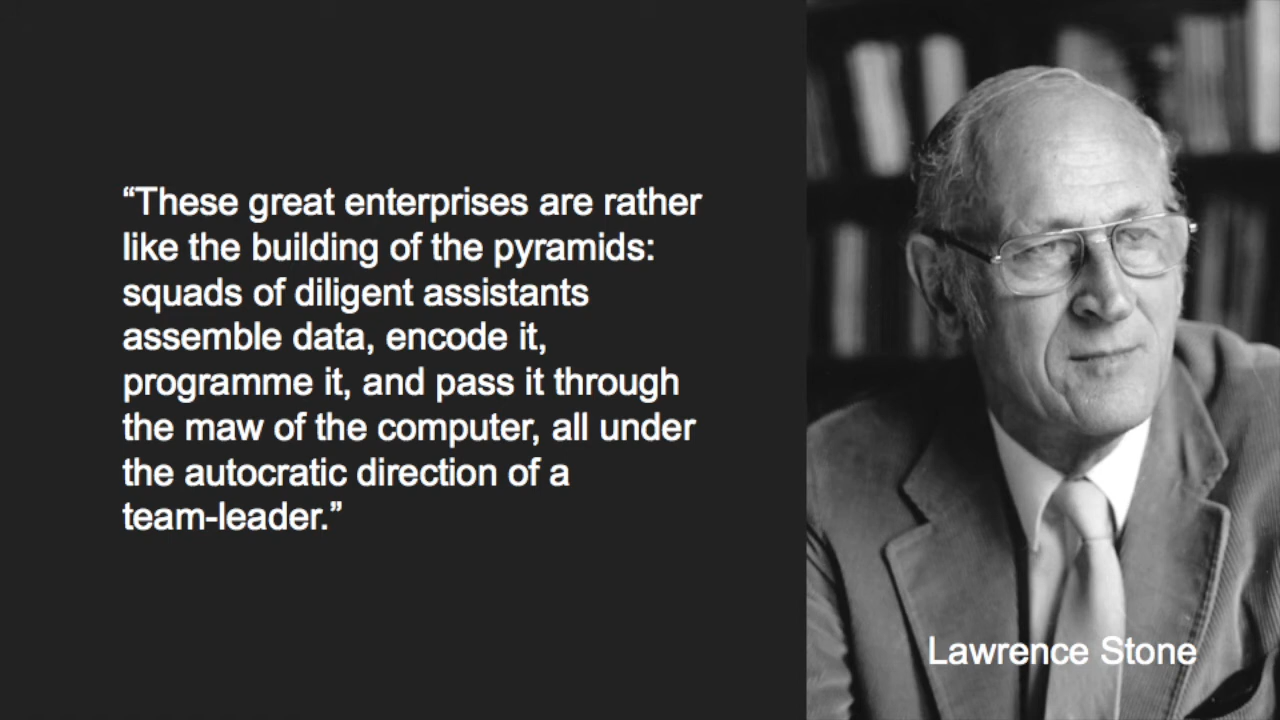 “These great enterprises are rather
like the building of the pyramids:
squads of diligent assistants
assemble data, encode it,
programme it, and pass it through
the maw of the computer, all under
the autocratic direction of a
team-leader.”
Lawrence Stone